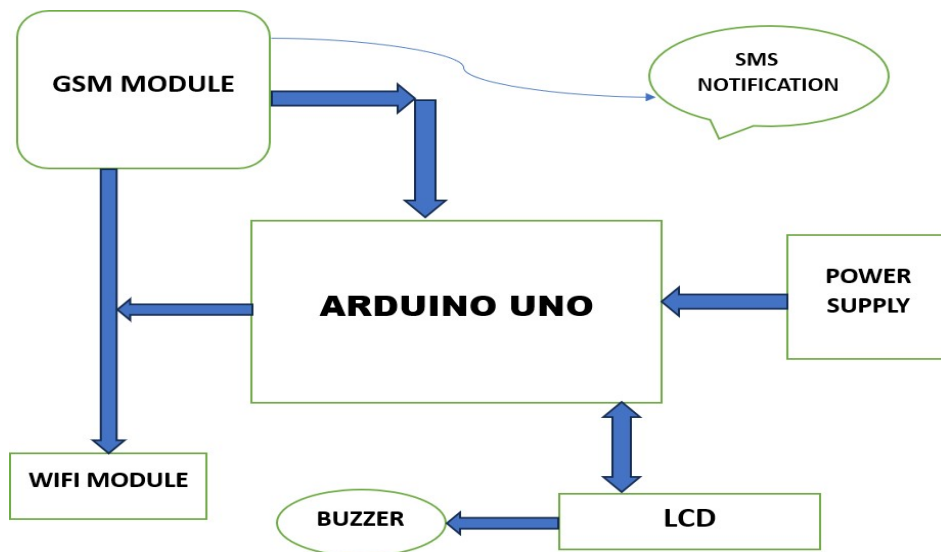 GSM MODULE
SMS
NOTIFICATION
ARDUINO UNO
POWER
SUPPLY
WIFI MODULE
BUZZER
LCD